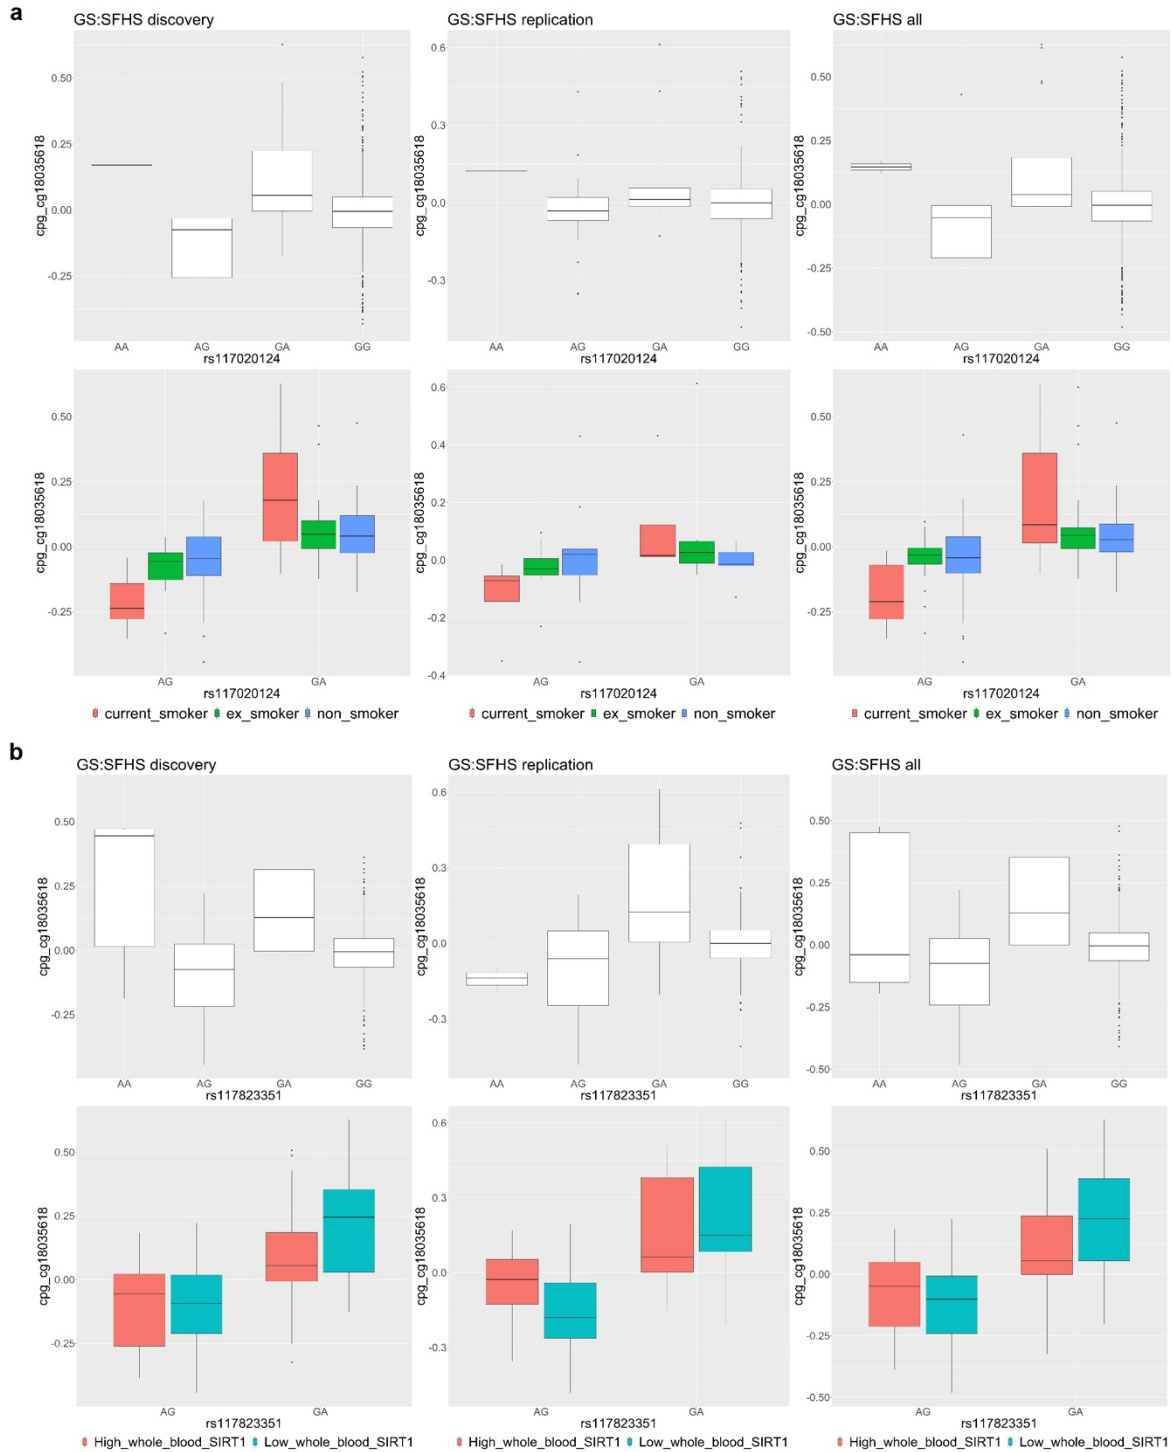 a
GS:SFHS discovery
GS:SFHS replication
GS:SFHS all
cpg_cg18035618
0.50
0.25
0.00
-0.25
AA
AG
GA
GG
rs117020124
cpg_cg18035618
0.6
0.3
0.0
-0.3
AA
AG
GA
GG
rs117020124
cpg_cg18035618
0.50
0.25
0.00
-0.25
-0.50
AA
AG
GA
GG
rs117020124
cpg_cg18035618
0.50
0.25
0.00
-0.25
AG
GA
rs117020124
current_smoker ex_smoker non_smoker
cpg_cg18035618
0.6
0.4
0.2
0.0
-0.2
-0.4
AG
GA
rs117020124
current_smoker ex_smoker non_smoker
cpg_cg18035618
0.50
0.25
0.00
-0.25
AG
GA
rs117020124
current_smoker ex_smoker non_smoker
b
GS:SFHS discovery
GS:SFHS replication
GS:SFHS all
cpg_cg18035618
0.50
0.25
0.00
-0.25
AA
AG
GA
GG
rs117823351
cpg_cg18035618
0.6
0.3
0.0
-0.3
AA
AG
GA
GG
rs117823351
cpg_cg18035618
0.50
0.25
0.00
-0.25
-0.50
AA
AG
GA
GG
rs117823351
cpg_cg18035618
0.50
0.25
0.00
-0.25
AG
GA
rs117823351
High_whole_blood_SIRT1 Low_whole_blood_SIRT1
cpg_cg18035618
0.6
0.3
0.0
-0.3
AG
GA
rs117823351
High_whole_blood_SIRT1 Low_whole_blood_SIRT1
cpg_cg18035618
0.50
0.25
0.00
-0.25
-0.50
AG
GA
rs117823351
High_whole_blood_SIRT1 Low_whole_blood_SIRT1